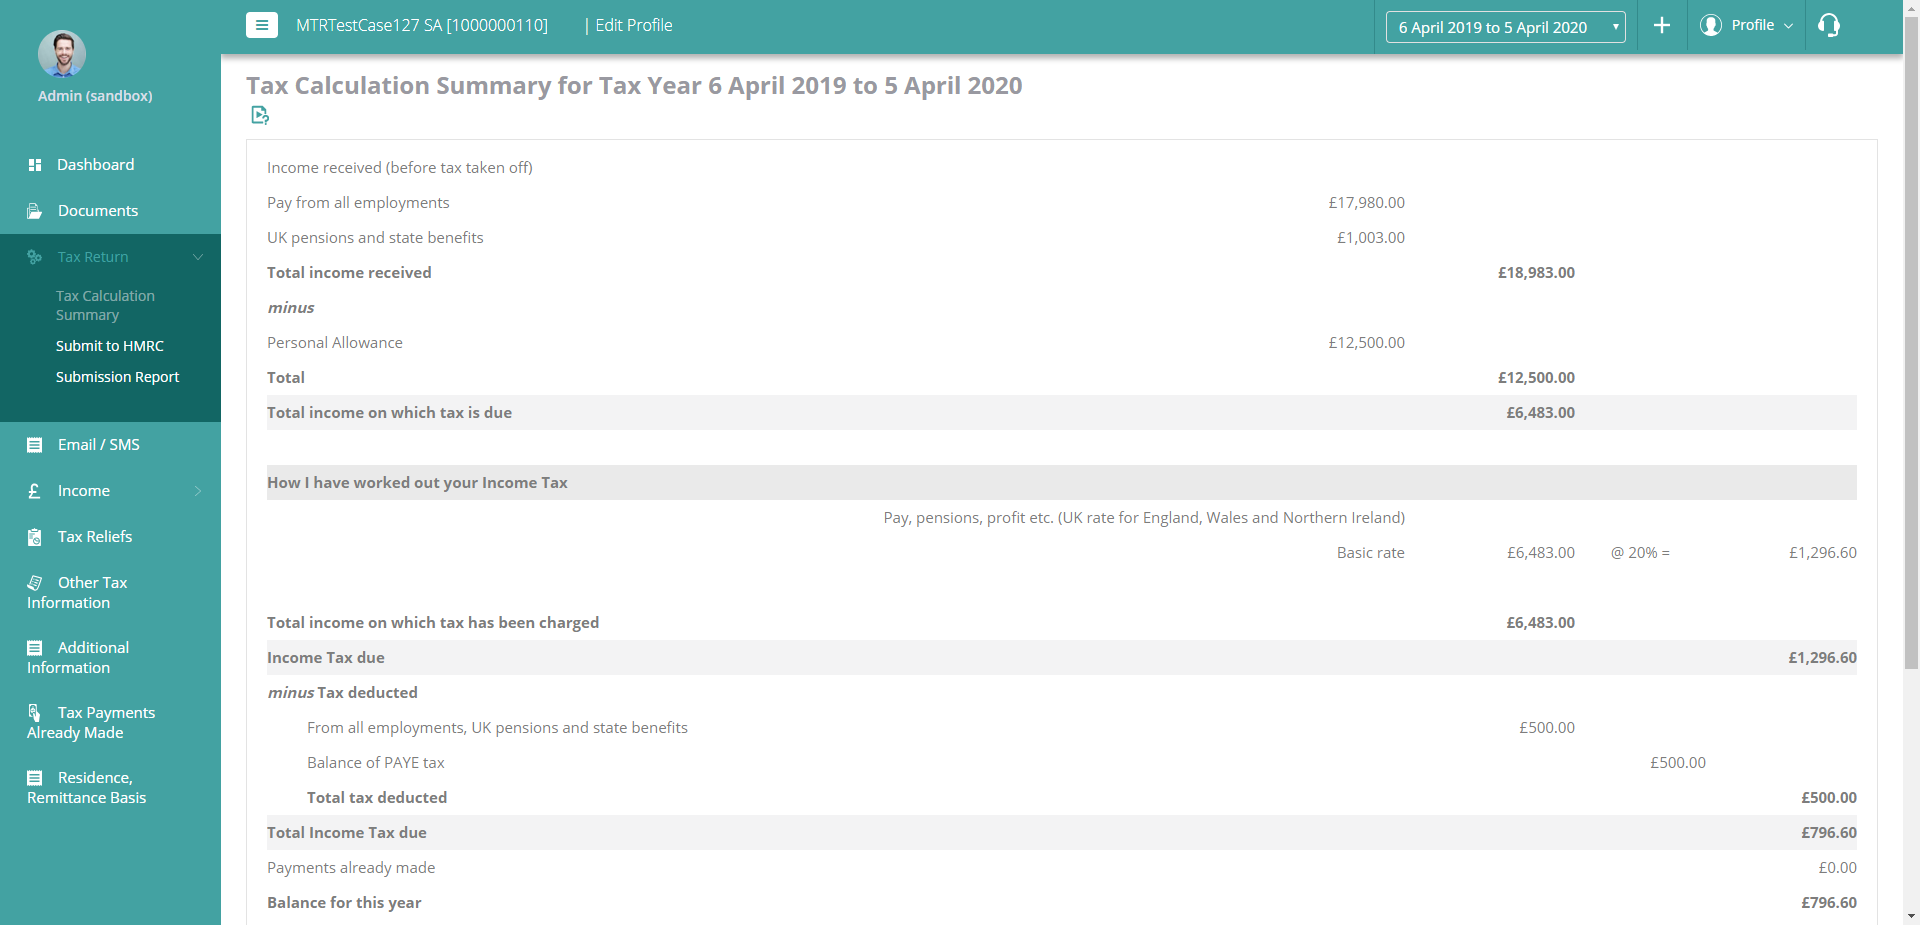 MTRTestCase127 SA [1000000110] | Edit Profile
6 April 2019 to 5 April 2020
Profile
Admin (sandbox)
Dashboard
Documents
Tax Return
Tax Calculation
Summary
Submit to HMRC
Submission Report
Email / SMS
£ Income
Tax Reliefs
Other Tax
Information
Additional
Information
Tax Payments
Already Made
Residence,
Remittance Basis
Tax Calculation Summary for Tax Year 6 April 2019 to 5 April 2020
Income received (before tax taken off)
Pay from all employments £17,980.00
UK pensions and state benefits £1,003.00
Total income received £18,983.00
minus
Personal Allowance £12,500.00
Total £12,500.00
Total income on which tax is due £6,483.00
How I have worked out your Income Tax
Pay, pensions, profit etc. (UK rate for England, Wales and Northern Ireland)
Basic rate £6,483.00 @ 20% = £1,296.60
Total income on which tax has been charged £6,483.00
Income Tax due £1,296.60
minus Tax deducted
From all employments, UK pensions and state benefits £500.00
Balance of PAYE tax £500.00
Total tax deducted £500.00
Total Income Tax due £796.60
Payments already made £0.00
Balance for this year £796.60